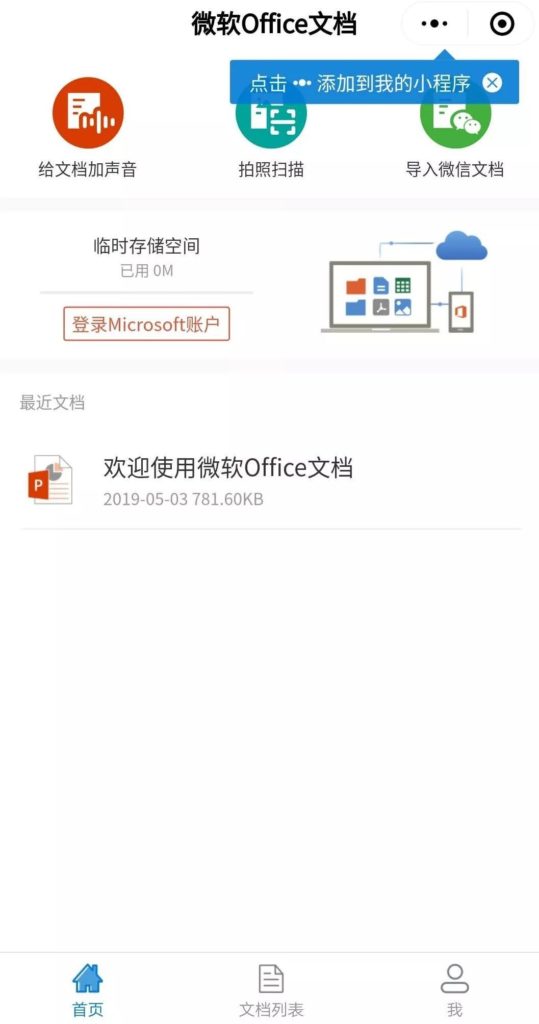 微软Office文档
点击 ••• 添加到我的小程序
给文档加声音
拍照扫描
导入微信文档
临时存储空间
已用 0M
登录Microsoft账户
最近文档
P
欢迎使用微软Office文档
2019-05-03 781.60KB
首页
文档列表
我